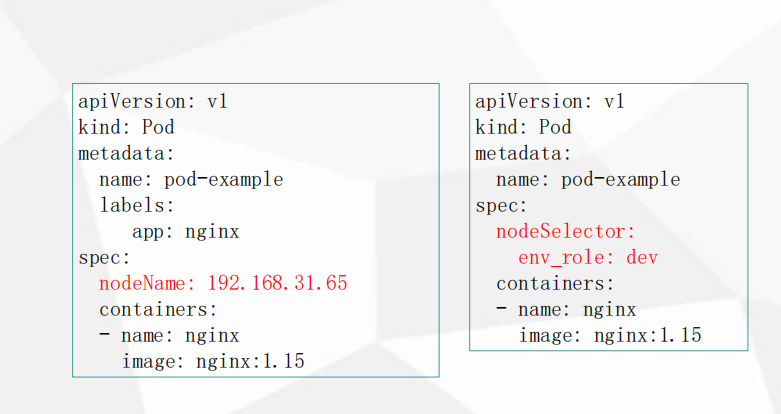 apiVersion: v1
kind: Pod
metadata:
  name: pod-example
  labels:
     app: nginx
spec:
  nodeName: 192.168.31.65
  containers:
  - name: nginx
    image: nginx:1.15
apiVersion: v1
kind: Pod
metadata:
  name: pod-example
spec:
  nodeSelector:
    env_role: dev
  containers:
  - name: nginx
    image: nginx:1.15